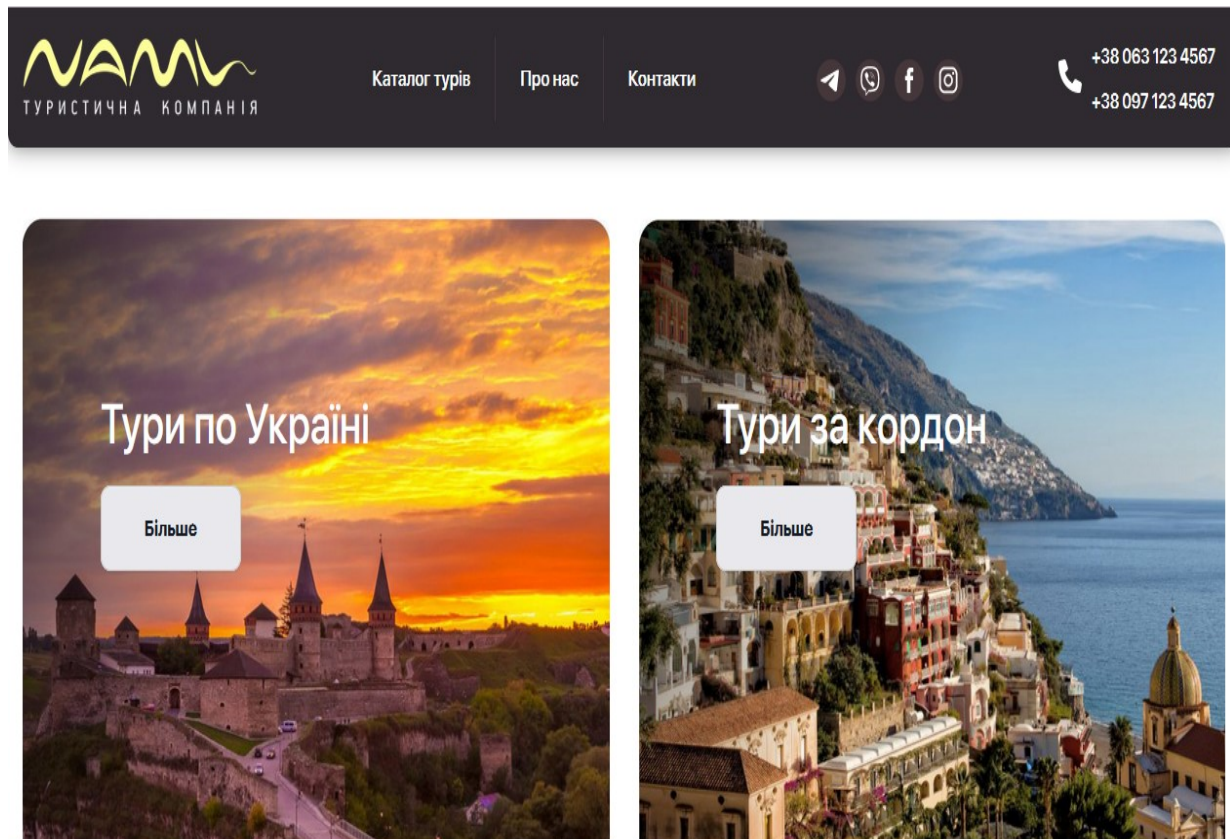 NAMI
ТУРИСТИЧНА КОМПАНІЯ
Каталог турів
Про нас
Контакти
+38 063 123 4567
+38 097 123 4567
Тури по Україні
Більше
Тури за кордон
Більше